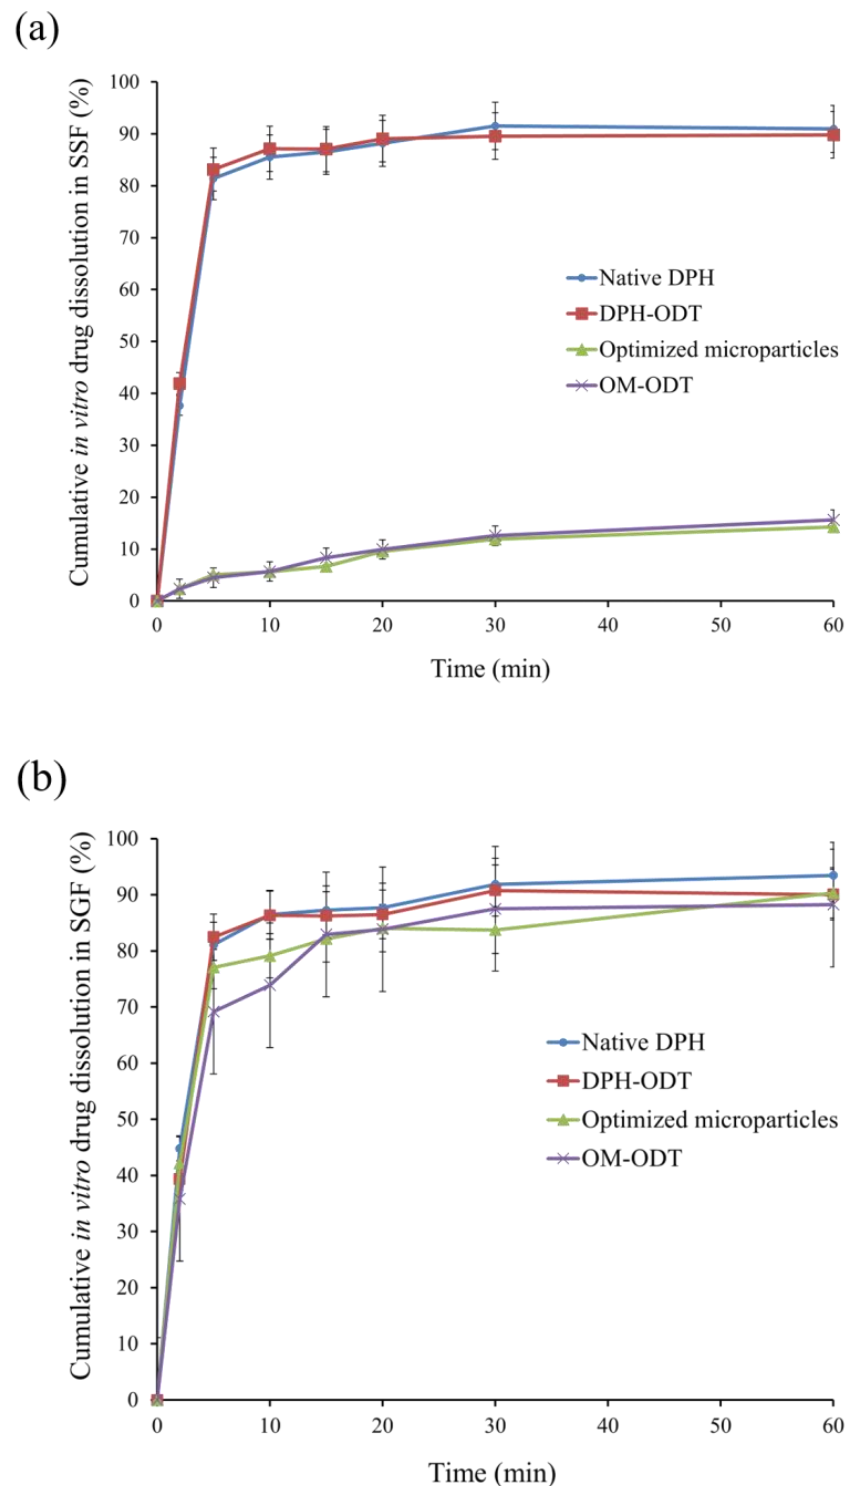 (a)
Cumulative in vitro drug dissolution in SSF (%)
100
90
80
70
60
50
40
30
20
10
0
Native DPH
DPH-ODT
Optimized microparticles
OM-ODT
0 10 20 30 40 50 60
Time (min)
(b)
Cumulative in vitro drug dissolution in SGF (%)
100
90
80
70
60
50
40
30
20
10
0
Native DPH
DPH-ODT
Optimized microparticles
OM-ODT
0 10 20 30 40 50 60
Time (min)